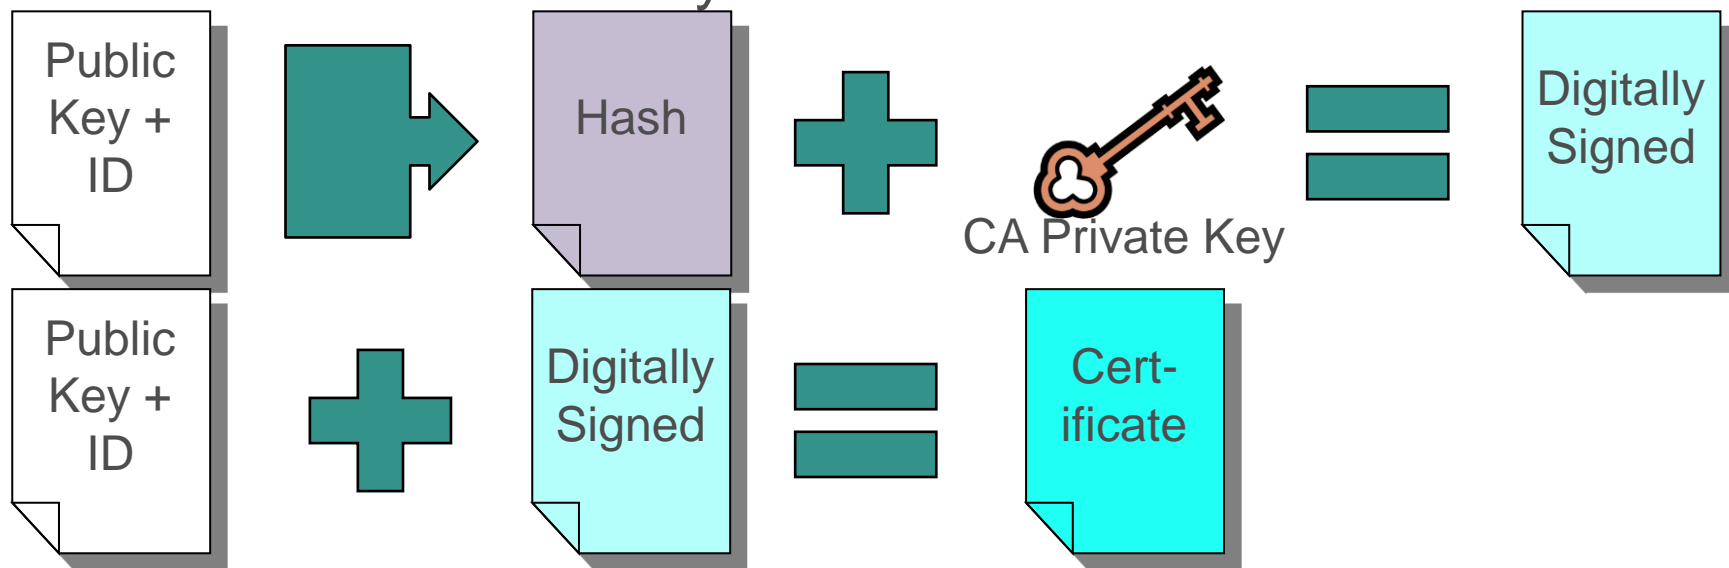 Public
Key +
ID
Hash
CA Private Key
Digitally
Signed
Public
Key +
ID
Digitally
Signed
Cert-
ificate